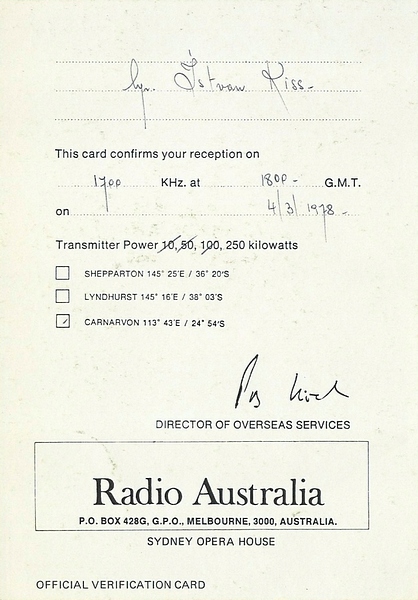 ifj. István Kiss.
This card confirms your reception on
1700 KHz. at 1800 - G.M.T.
on 4/3/1978 -
Transmitter Power 10, 50, 100, 250 kilowatts
SHEPPARTON 145° 25'E / 36° 20'S
LYNDHURST 145° 16'E / 38° 03'S
CARNARVON 113° 43'E / 24° 54'S
DIRECTOR OF OVERSEAS SERVICES
Radio Australia
P.O. BOX 428G, G.P.O., MELBOURNE, 3000, AUSTRALIA.
SYDNEY OPERA HOUSE
OFFICIAL VERIFICATION CARD